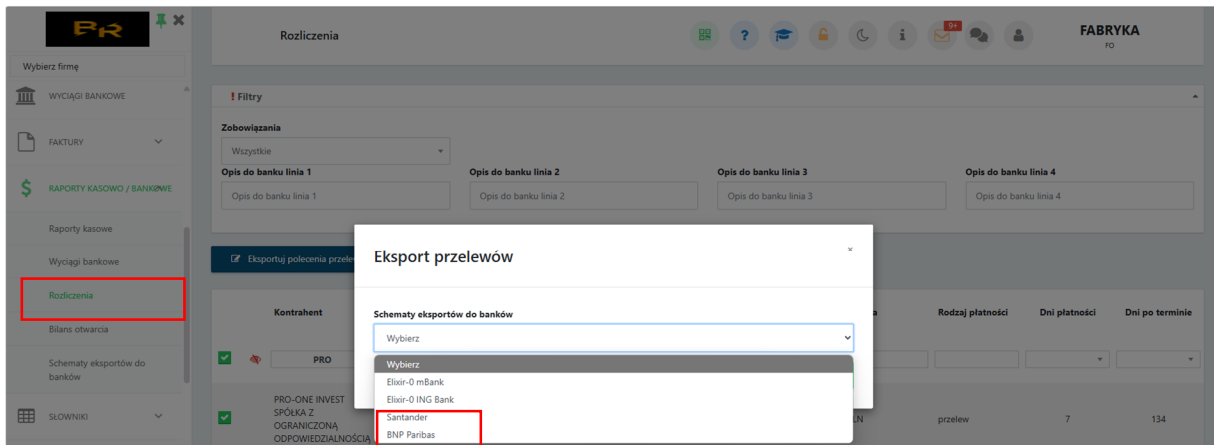 BR
Rozliczenia
?
i
9+
FABRYKA
FO
Wybierz firmę
WYCIĄGI BANKOWE
FAKTURY
RAPORTY KASOWO / BANKOWE
Raporty kasowe
Wyciągi bankowe
Rozliczenia
Bilans otwarcia
Schematy eksportów do
banków
SŁOWNIKI
! Filtry
Zobowiązania
Wszystkie
Opis do banku linia 1
Opis do banku linia 2
Opis do banku linia 3
Opis do banku linia 4
Opis do banku linia 1
Opis do banku linia 2
Opis do banku linia 3
Opis do banku linia 4
Eksportuj polecenia
Eksport przelewów
×
Schematy eksportów do banków
Wybierz
Wybierz
Elixir-0 mBank
Elixir-0 ING Bank
Santander
BNP Paribas
Kontrahent
Rodzaj płatności
Dni płatności
Dni po terminie
PRO
PRO-ONE INVEST
SPÓŁKA Z
OGRANICZONĄ
ODPOWIEDZIALNOŚCIĄ
przelew
7
134